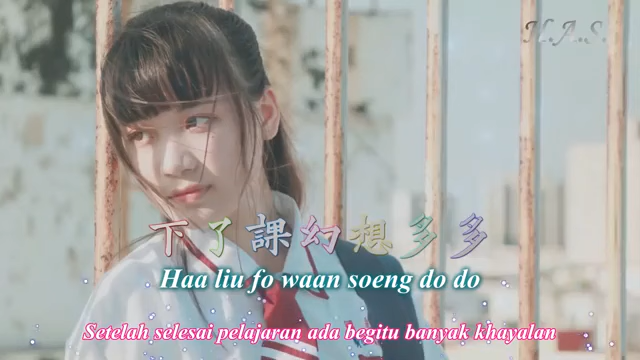 M.A.S.
下了課幻想多多
Haa liu fo waan soeng do do
Setelah selesai pelajaran ada begitu banyak khayalan